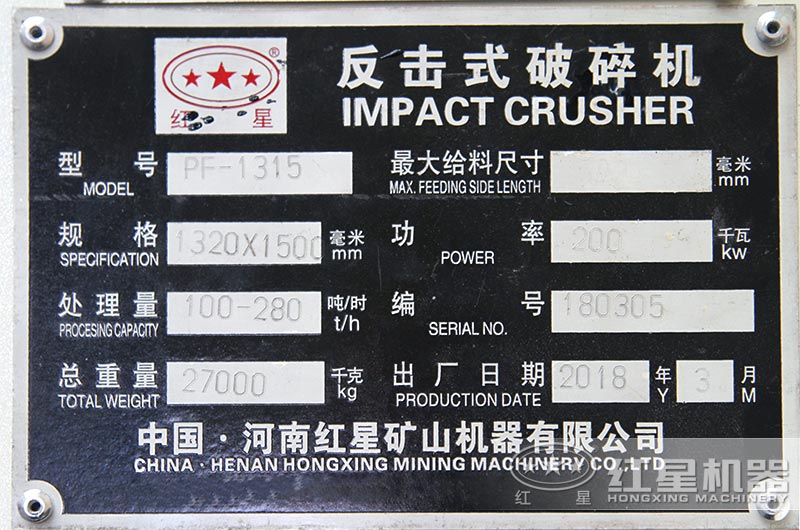 反击式破碎机
IMPACT CRUSHER
®
红 星
型 号 PF-1315
MODEL
最大给料尺寸 毫米
MAX. FEEDING SIDE LENGTH mm
规 格 1320X1500 毫米
SPECIFICATION mm
功 率 200 千瓦
POWER kw
处理量 100-280 吨/时
PROCESING CAPACITY t/h
编 号 180305
SERIAL NO.
总重量 27000 千克
TOTAL WEIGHT kg
出厂日期 2018 年 3 月
PRODUCTION DATE Y M
中国·河南红星矿山机器有限公司
CHINA·HENAN HONGXING MINING MACHINERY CO.,LTD
红星机器
红 星 HONGXING MACHINERY